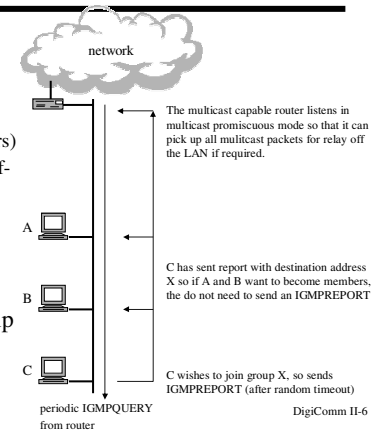 network
The multicast capable router listens in
multicast promiscuous mode so that it can
pick up all mulitcast packets for relay off
the LAN if required.
rs)
f-
A
C has sent report with destination address
X so if A and B want to become members,
the do not need to send an IGMPREPORT
B
C
C wishes to join group X, so sends
IGMPREPORT (after random timeout)
periodic IGMPQUERY
from router
DigiComm II-6